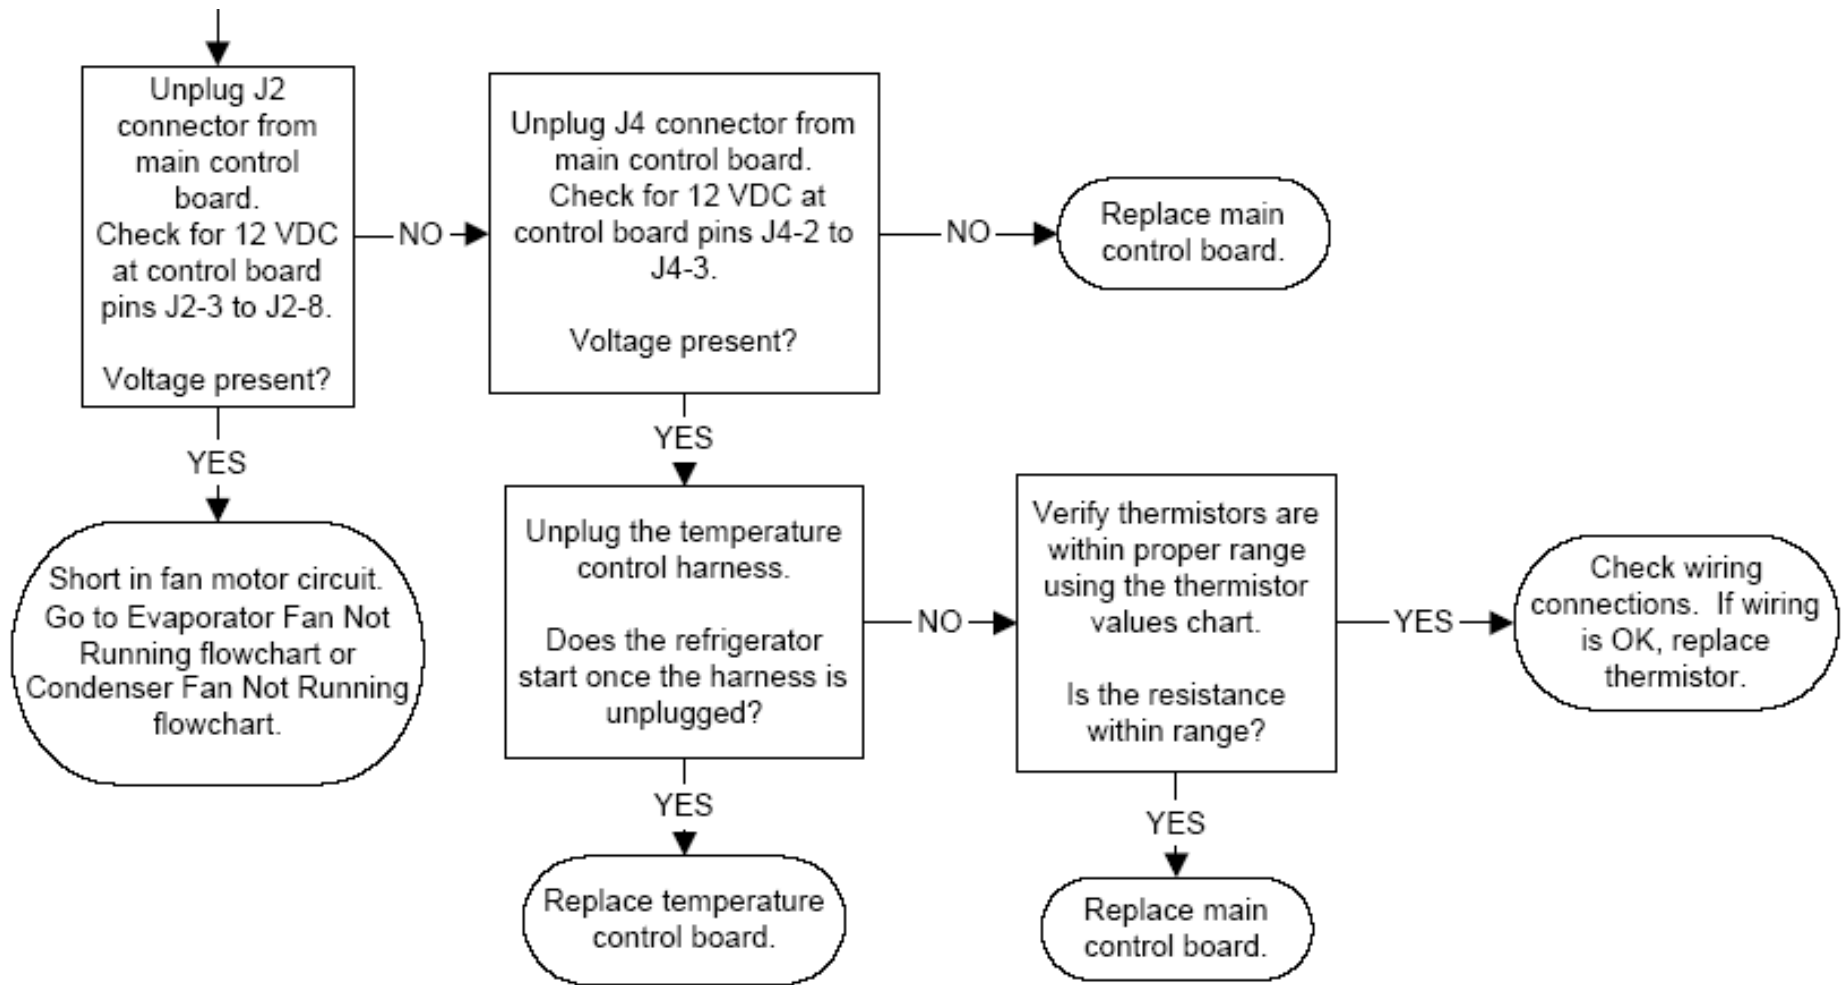 Unplug J2
connector from
main control
board.
Check for 12 VDC
at control board
pins J2-3 to J2-8.
Voltage present?
NO
Unplug J4 connector from
main control board.
Check for 12 VDC at
control board pins J4-2 to
J4-3.
Voltage present?
NO
Replace main
control board.
YES
Short in fan motor circuit.
Go to Evaporator Fan Not
Running flowchart or
Condenser Fan Not Running
flowchart.
YES
Unplug the temperature
control harness.
Does the refrigerator
start once the harness is
unplugged?
NO
Verify thermistors are
within proper range
using the thermistor
values chart.
Is the resistance
within range?
YES
Check wiring
connections.  If wiring
is OK, replace
thermistor.
YES
Replace temperature
control board.
YES
Replace main
control board.